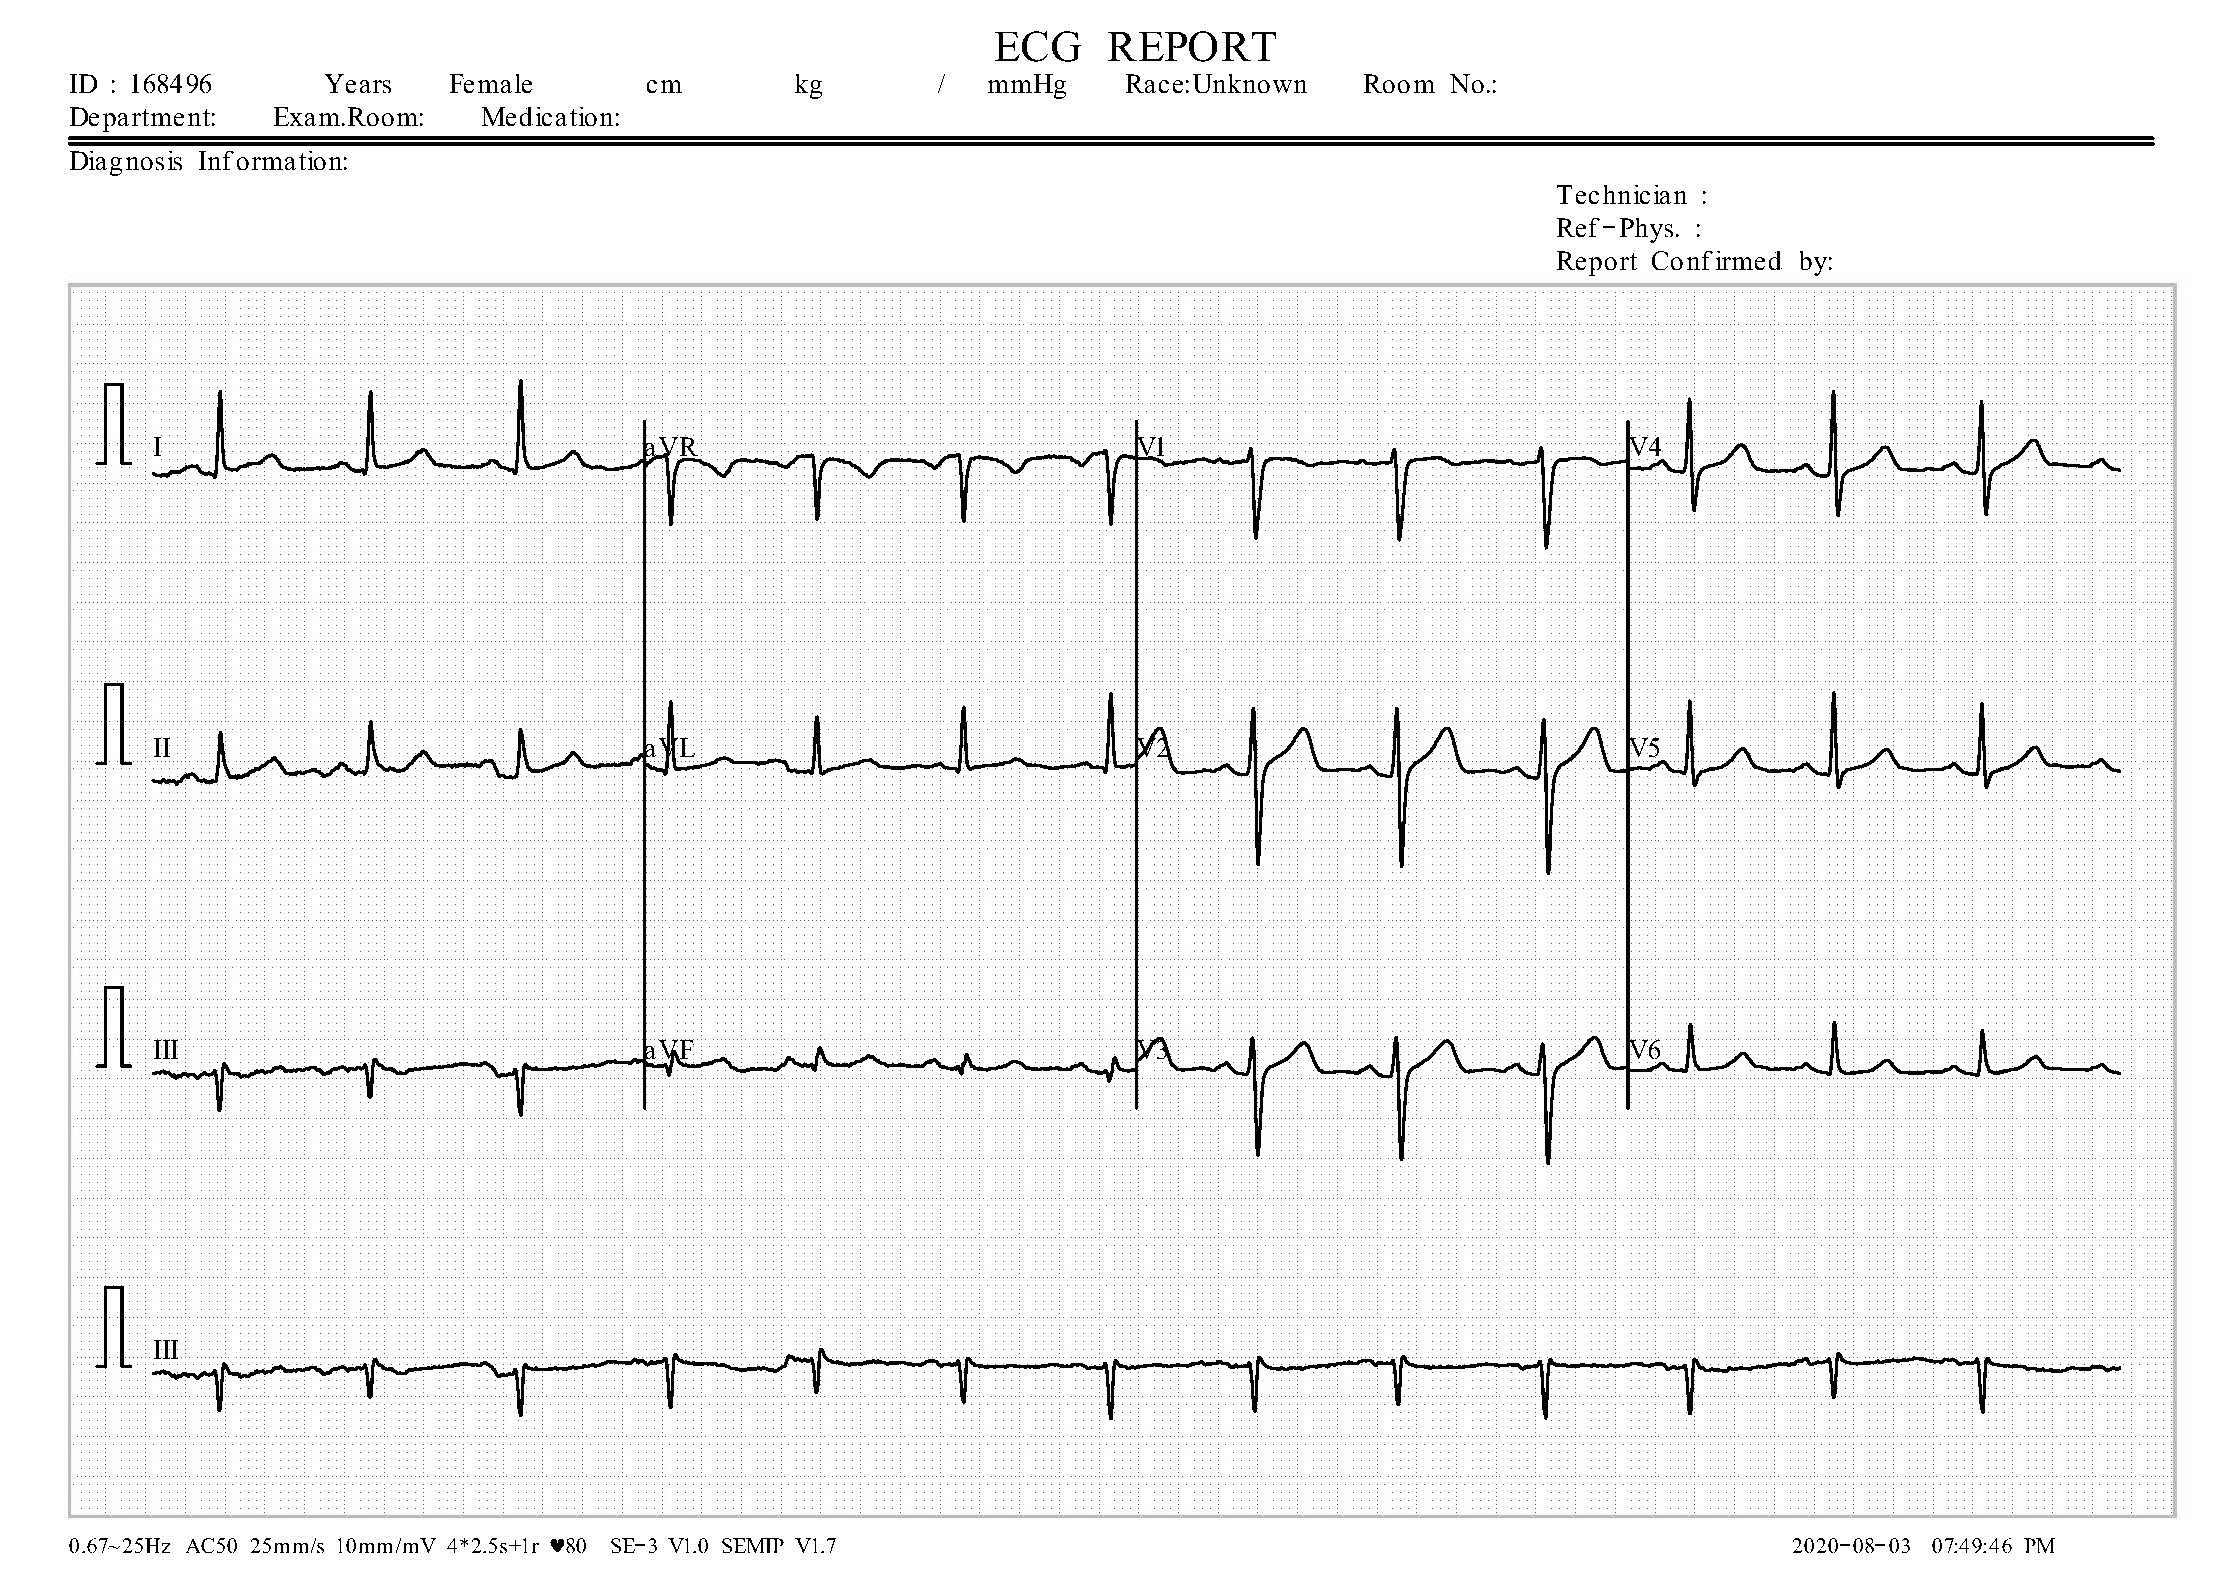 ECG REPORT
ID : 168496 Years Female cm kg / mmHg Race:Unknown Room No.:
Department: Exam.Room: Medication:
Diagnosis Information:
Technician :
Ref-Phys. :
Report Confirmed by:
I aVR V1 V4
II aVL V2 V5
III aVF V3 V6
III
0.67~25Hz AC50 25mm/s 10mm/mV 4*2.5s+1r ♥80 SE-3 V1.0 SEMIP V1.7 2020-08-03 07:49:46 PM